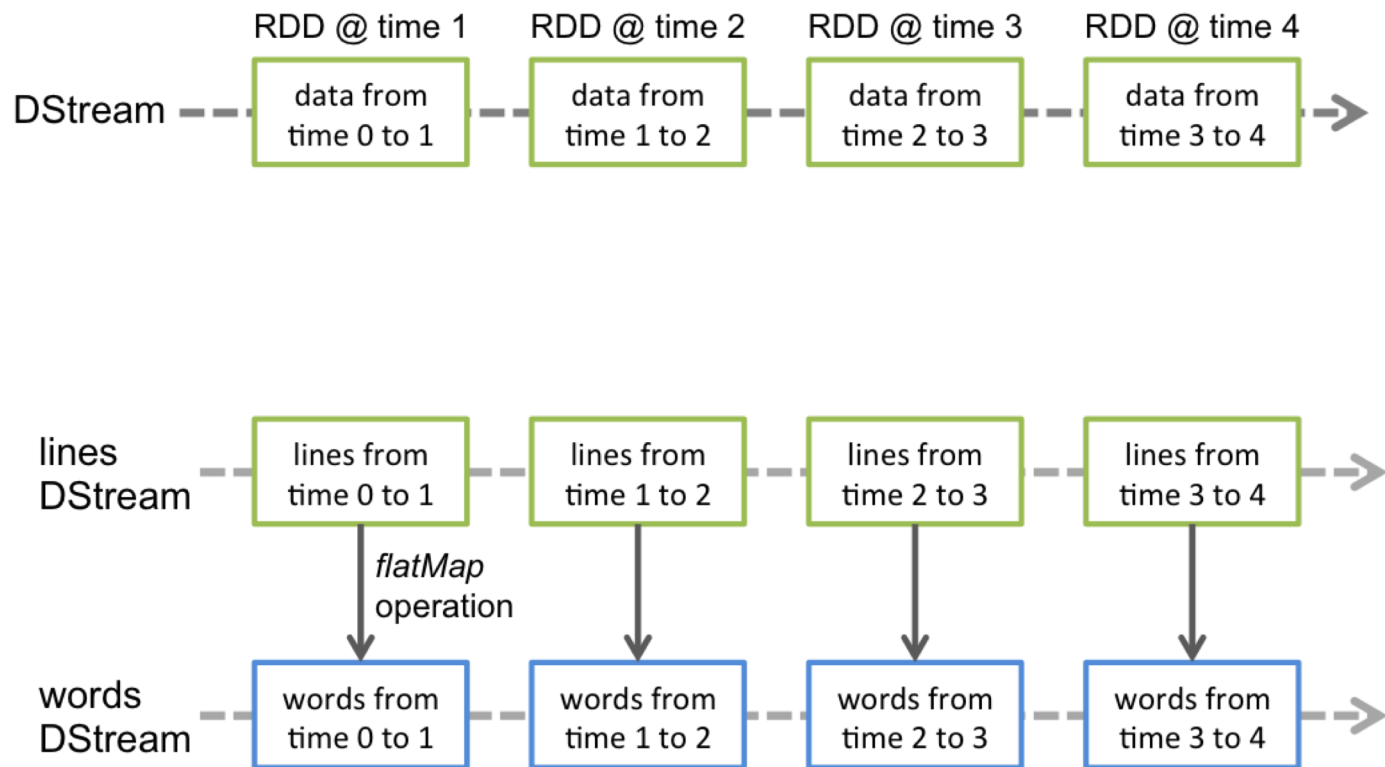 RDD @ time 1 RDD @ time 2 RDD @ time 3 RDD @ time 4
DStream
data from
time 0 to 1
data from
time 1 to 2
data from
time 2 to 3
data from
time 3 to 4
lines
DStream
lines from
time 0 to 1
lines from
time 1 to 2
lines from
time 2 to 3
lines from
time 3 to 4
flatMap
operation
words
DStream
words from
time 0 to 1
words from
time 1 to 2
words from
time 2 to 3
words from
time 3 to 4